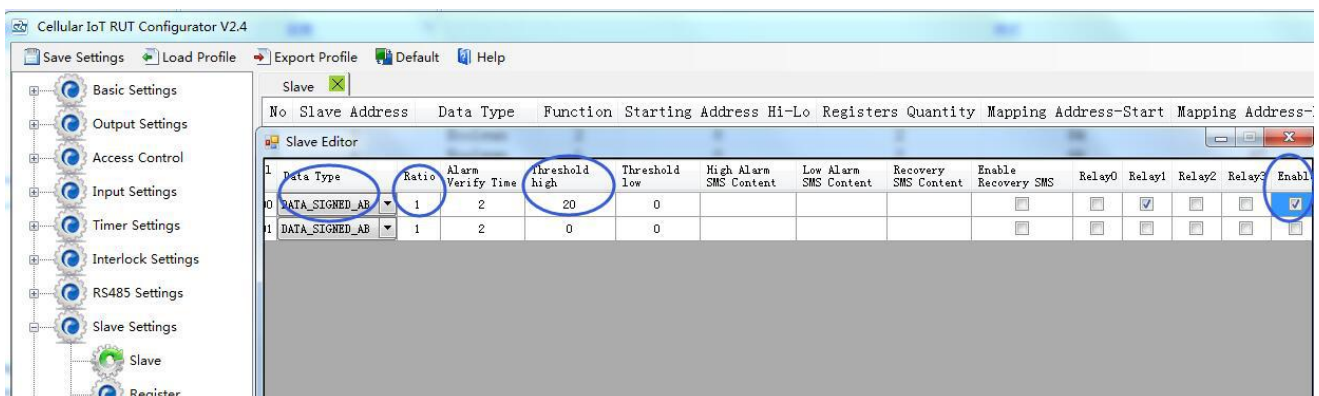 Cellular IoT RUT Configurator V2.4
Save Settings Load Profile Export Profile Default Help
Basic Settings
Output Settings
Access Control
Input Settings
Timer Settings
Interlock Settings
RS485 Settings
Slave Settings
Slave
Register
Slave
No Slave Address Data Type Function Starting Address Hi-Lo Registers Quantity Mapping Address-Start Mapping Address-
Slave Editor
Data Type Ratio Alarm Verify Time Threshold high Threshold low High Alarm SMS Content Low Alarm SMS Content Recovery SMS Content Enable Recovery SMS Relay0 Relay1 Relay2 Relay3 Enabl
DATA_SIGNED_AB 1 2 20 0
DATA_SIGNED_AB 1 2 0 0